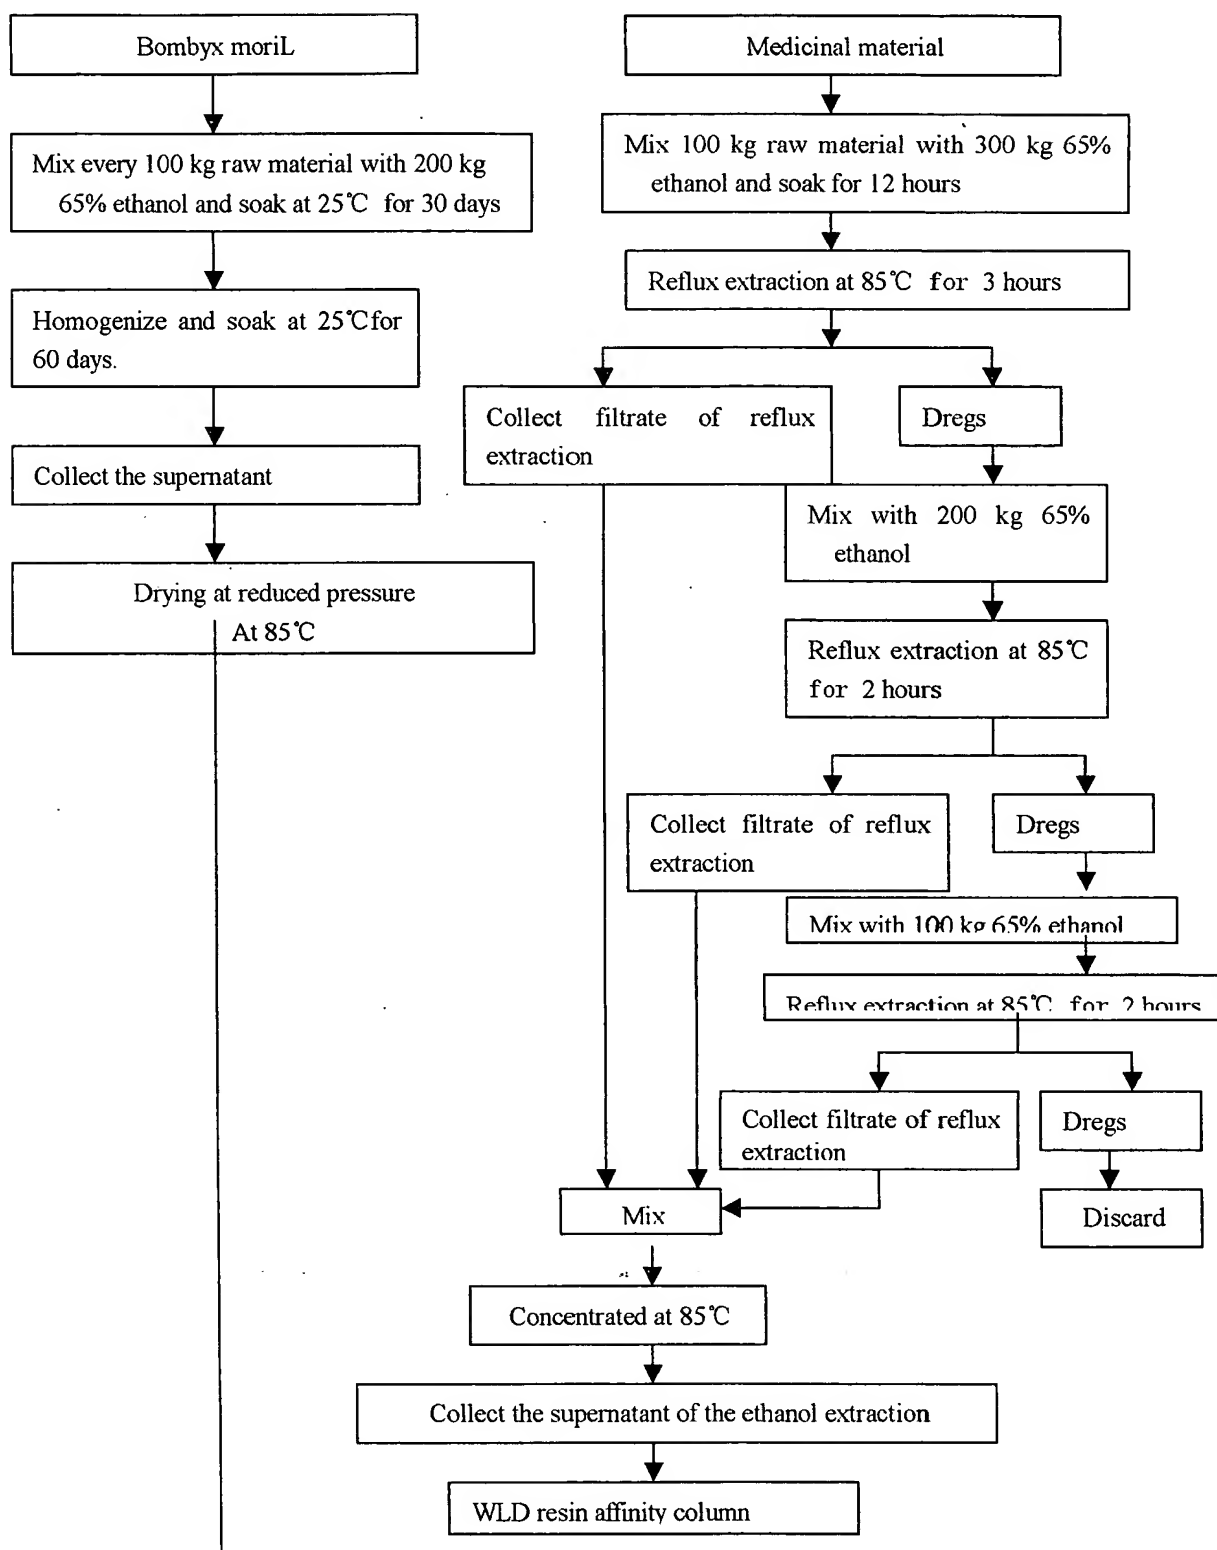 Bombyx moriL
Mix every 100 kg raw material with 200 kg
65% ethanol and soak at 25℃ for 30 days
Homogenize and soak at 25℃for
60 days.
Collect the supernatant
Drying at reduced pressure
At 85℃
Medicinal material
Mix 100 kg raw material with 300 kg 65%
ethanol and soak for 12 hours
Reflux extraction at 85℃ for 3 hours
Collect filtrate of reflux
extraction
Dregs
Mix with 200 kg 65%
ethanol
Reflux extraction at 85℃
for 2 hours
Collect filtrate of reflux
extraction
Dregs
Mix with 100 kg 65% ethanol
Reflux extraction at 85℃ for 2 hours
Collect filtrate of reflux
extraction
Dregs
Mix
Discard
Concentrated at 85℃
Collect the supernatant of the ethanol extraction
WLD resin affinity column